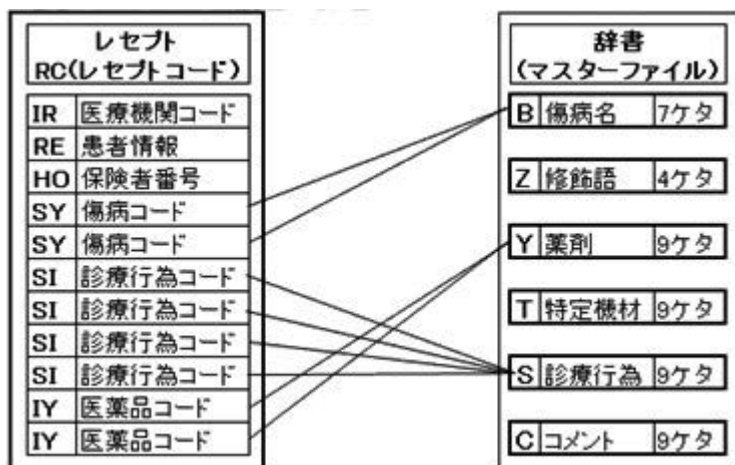 レセプト
RC(レセプトコード)
IR 医療機関コード
RE 患者情報
HO 保険者番号
SY 傷病コード
SY 傷病コード
SI 診療行為コード
SI 診療行為コード
SI 診療行為コード
SI 診療行為コード
IY 医薬品コード
IY 医薬品コード
辞書
(マスターファイル)
B 傷病名 7ケタ
Z 修飾語 4ケタ
Y 薬剤 9ケタ
T 特定機材 9ケタ
S 診療行為 9ケタ
C コメント 9ケタ